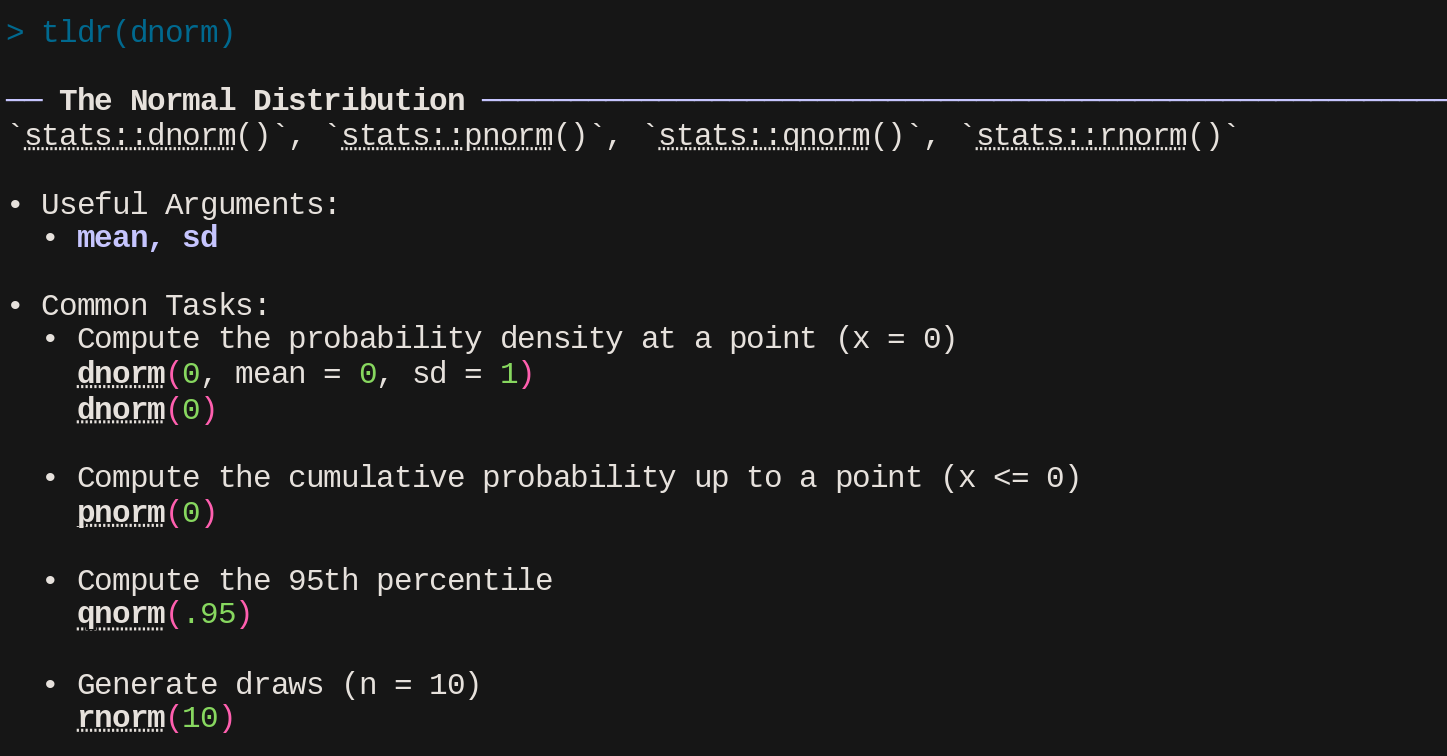 > tldr(dnorm)
── The Normal Distribution ──────────────────────────────────────────────────────
`stats::dnorm()`, `stats::pnorm()`, `stats::qnorm()`, `stats::rnorm()`
• Useful Arguments:
• mean, sd
• Common Tasks:
• Compute the probability density at a point (x = 0)
dnorm(0, mean = 0, sd = 1)
dnorm(0)
• Compute the cumulative probability up to a point (x <= 0)
pnorm(0)
• Compute the 95th percentile
qnorm(.95)
• Generate draws (n = 10)
rnorm(10)